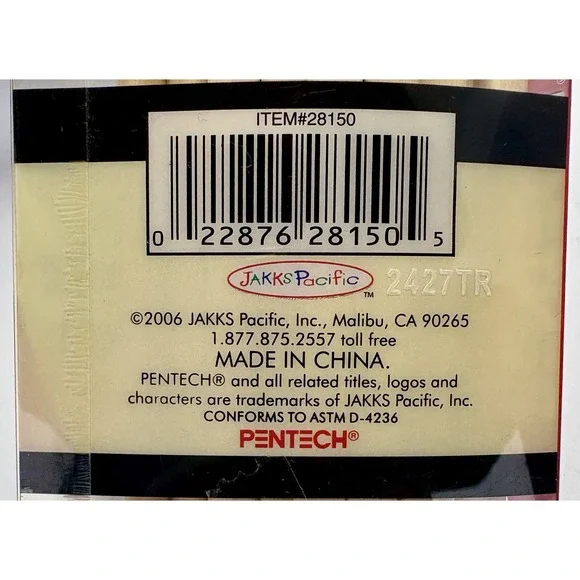 ITEM#28150
0 22876 28150 5
JAKKS Pacific ™ 2427TR
©2006 JAKKS Pacific, Inc., Malibu, CA 90265
1.877.875.2557 toll free
MADE IN CHINA.
PENTECH® and all related titles, logos and
characters are trademarks of JAKKS Pacific, Inc.
CONFORMS TO ASTM D-4236
PENTECH®